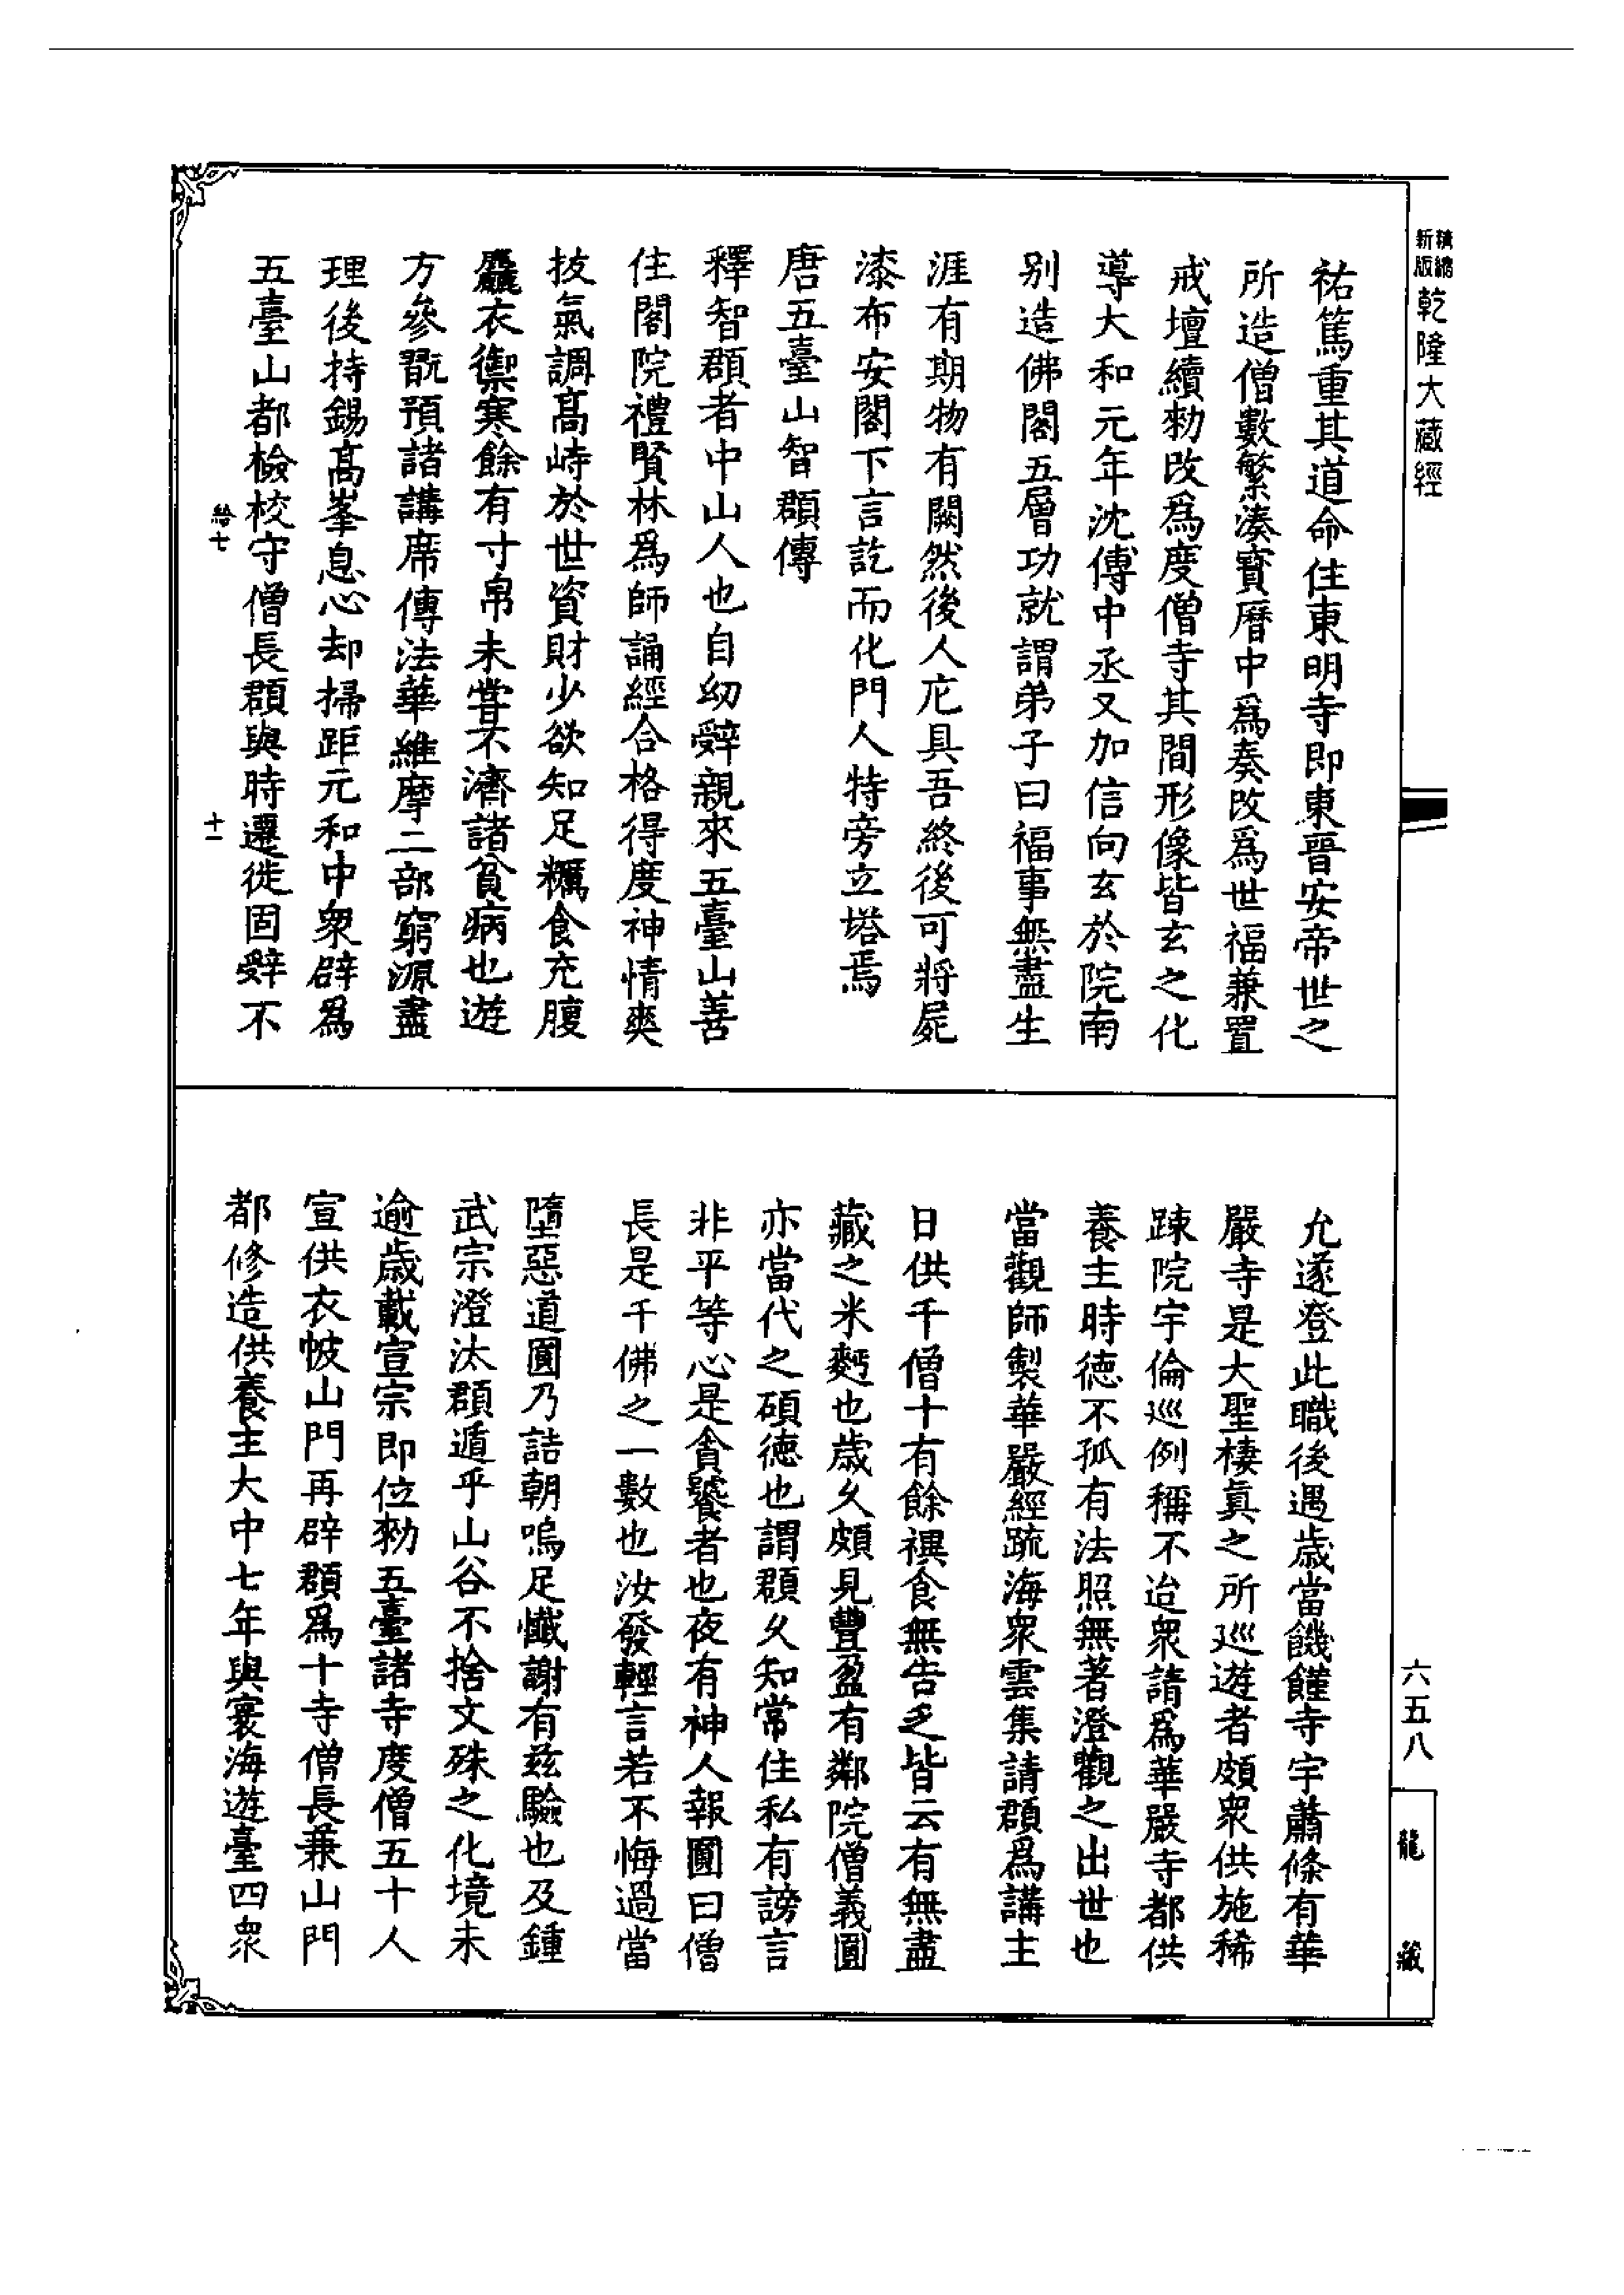 精縮
新版
乾隆大藏經
祐篤重其道命住東明寺即東晉安帝世之
所造僧數繁湊寳曆中爲奏改爲世福兼置
戒壇續勑改爲度僧寺其間形像皆玄之化
導大和元年沈傳中丞又加信向玄於院南
别造佛閣五層功就謂弟子曰福事無盡生
涯有期物有闕然後人庀具吾終後可將屍
漆布安閣下言訖而化門人特旁立塔焉
唐五臺山智頵傳
釋智頵者中山人也自幼辤親來五臺山善
住閣院禮賢林爲師誦經合格得度神情爽
拔氣調高峙於世資財少欲知足糲食充腹
麤衣禦寒餘有寸帛未甞不濟諸貧病也遊
方參翫預諸講席傳法華維摩二部窮源盡
理後持錫高峯息心却掃距元和中衆辟爲
五臺山都檢校守僧長頵與時遷徙固辤不
給七
十一
允遂登此職後遇歲當饑饉寺宇蕭條有華
嚴寺是大聖棲眞之所巡遊者頗衆供施稀
踈院宇倫巡例稱不迨衆請爲華嚴寺都供
養主時德不孤有法照無著澄觀之出世也
當觀師製華嚴經疏海衆雲集請頵爲講主
日供千僧十有餘禩食無告乏皆云有無盡
藏之米麪也歲久頗見豐盈有鄰院僧義圓
亦當代之碩德也謂頵久知常住私有謗言
非平等心是貪饕者也夜有神人報圓曰僧
長是千佛之一數也汝發輕言若不悔過當
墮惡道圓乃詰朝嗚足懺謝有兹驗也及鍾
武宗澄汰頵遁乎山谷不捨文殊之化境未
逾歲載宣宗即位勑五臺諸寺度僧五十人
宣供衣帔山門再辟頵爲十寺僧長兼山門
都修造供養主大中七年與寰海遊臺四衆
六五八
龍藏